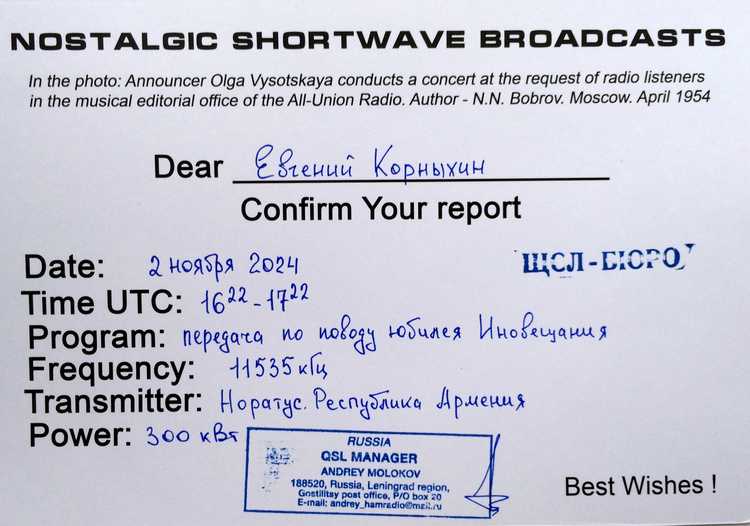 NOSTALGIC SHORTWAVE BROADCASTS
In the photo: Announcer Olga Vysotskaya conducts a concert at the request of radio listeners
in the musical editorial office of the All-Union Radio. Author - N.N. Bobrov. Moscow. April 1954
Dear Евгений Корныхин
Confirm Your report
Date: 2 ноября 2024
ЩСЛ-БЮРО
Time UTC: 16²² - 17²²
Program: передача по поводу юбилея Иновещания
Frequency: 11535 кГц
Transmitter: Норатус. Республика Армения
Power: 300 кВт
RUSSIA
QSL MANAGER
ANDREY MOLOKOV
188520, Russia, Leningrad region,
Gostilitsy post office, P/O box 20
E-mail: andrey_hamradio@mail.ru
Best Wishes !